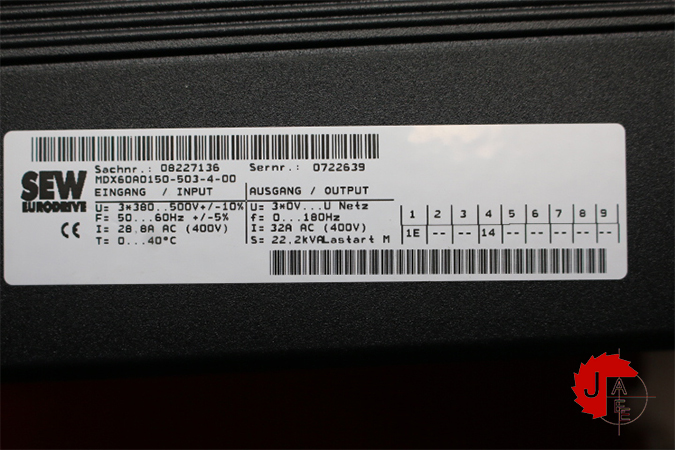 Sachnr.: 08227136 Sernr.: 0722639
MDX60A0150-503-4-00
SEW
EURODRIVE
CE
EINGANG / INPUT
U= 3*380...500V+/-10%
F= 50...60Hz +/-5%
I= 28.8A AC (400V)
T= 0...40°C
AUSGANG / OUTPUT
U= 3*0V...U Netz
f= 0...180Hz
I= 32A AC (400V)
S= 22.2kVALastart M
1 2 3 4 5 6 7 8 9
1E -- -- 14 -- -- -- -- --
J
A
E
E